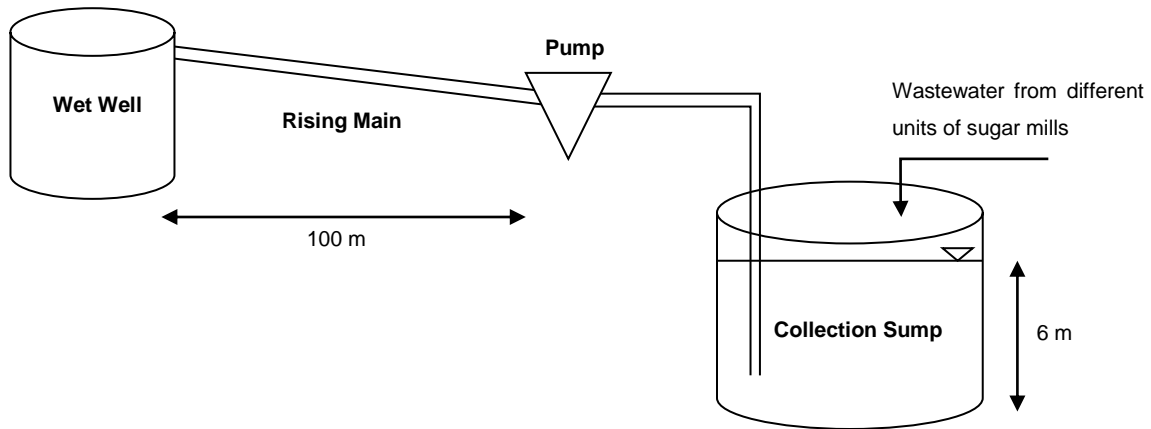 Pump
Wastewater from different
units of sugar mills
Wet Well
Rising Main
100 m
Collection Sump
6 m